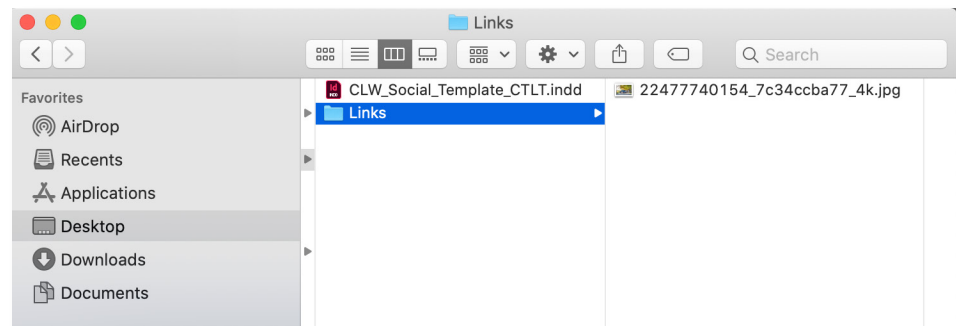 Links
Search
Favorites
AirDrop
Recents
Applications
Desktop
Downloads
Documents
CLW_Social_Template_CTLT.indd
Links
22477740154_7c34ccba77_4k.jpg